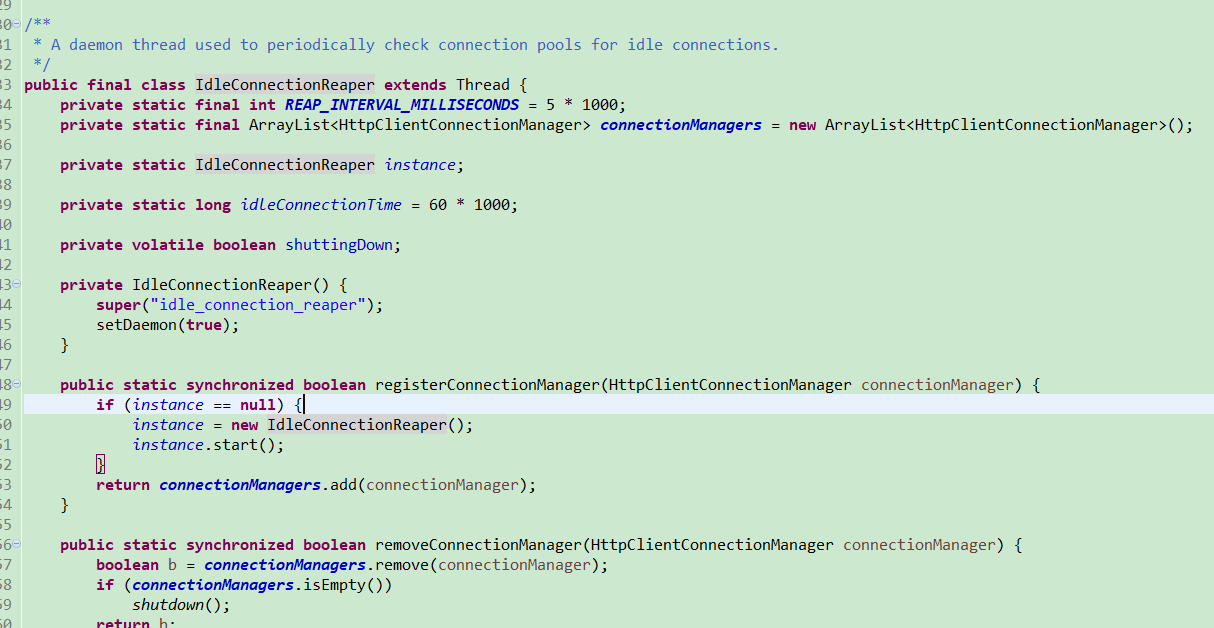 29
30 /**
31 * A daemon thread used to periodically check connection pools for idle connections.
32 */
33 public final class IdleConnectionReaper extends Thread {
34 private static final int REAP_INTERVAL_MILLISECONDS = 5 * 1000;
35 private static final ArrayList<HttpClientConnectionManager> connectionManagers = new ArrayList<HttpClientConnectionManager>();
36
37 private static IdleConnectionReaper instance;
38
39 private static long idleConnectionTime = 60 * 1000;
40
41 private volatile boolean shuttingDown;
42
43 private IdleConnectionReaper() {
44 super("idle_connection_reaper");
45 setDaemon(true);
46 }
47
48 public static synchronized boolean registerConnectionManager(HttpClientConnectionManager connectionManager) {
49 if (instance == null) {
50 instance = new IdleConnectionReaper();
51 instance.start();
52 }
53 return connectionManagers.add(connectionManager);
54 }
55
56 public static synchronized boolean removeConnectionManager(HttpClientConnectionManager connectionManager) {
57 boolean b = connectionManagers.remove(connectionManager);
58 if (connectionManagers.isEmpty())
59 shutdown();
60 return b;